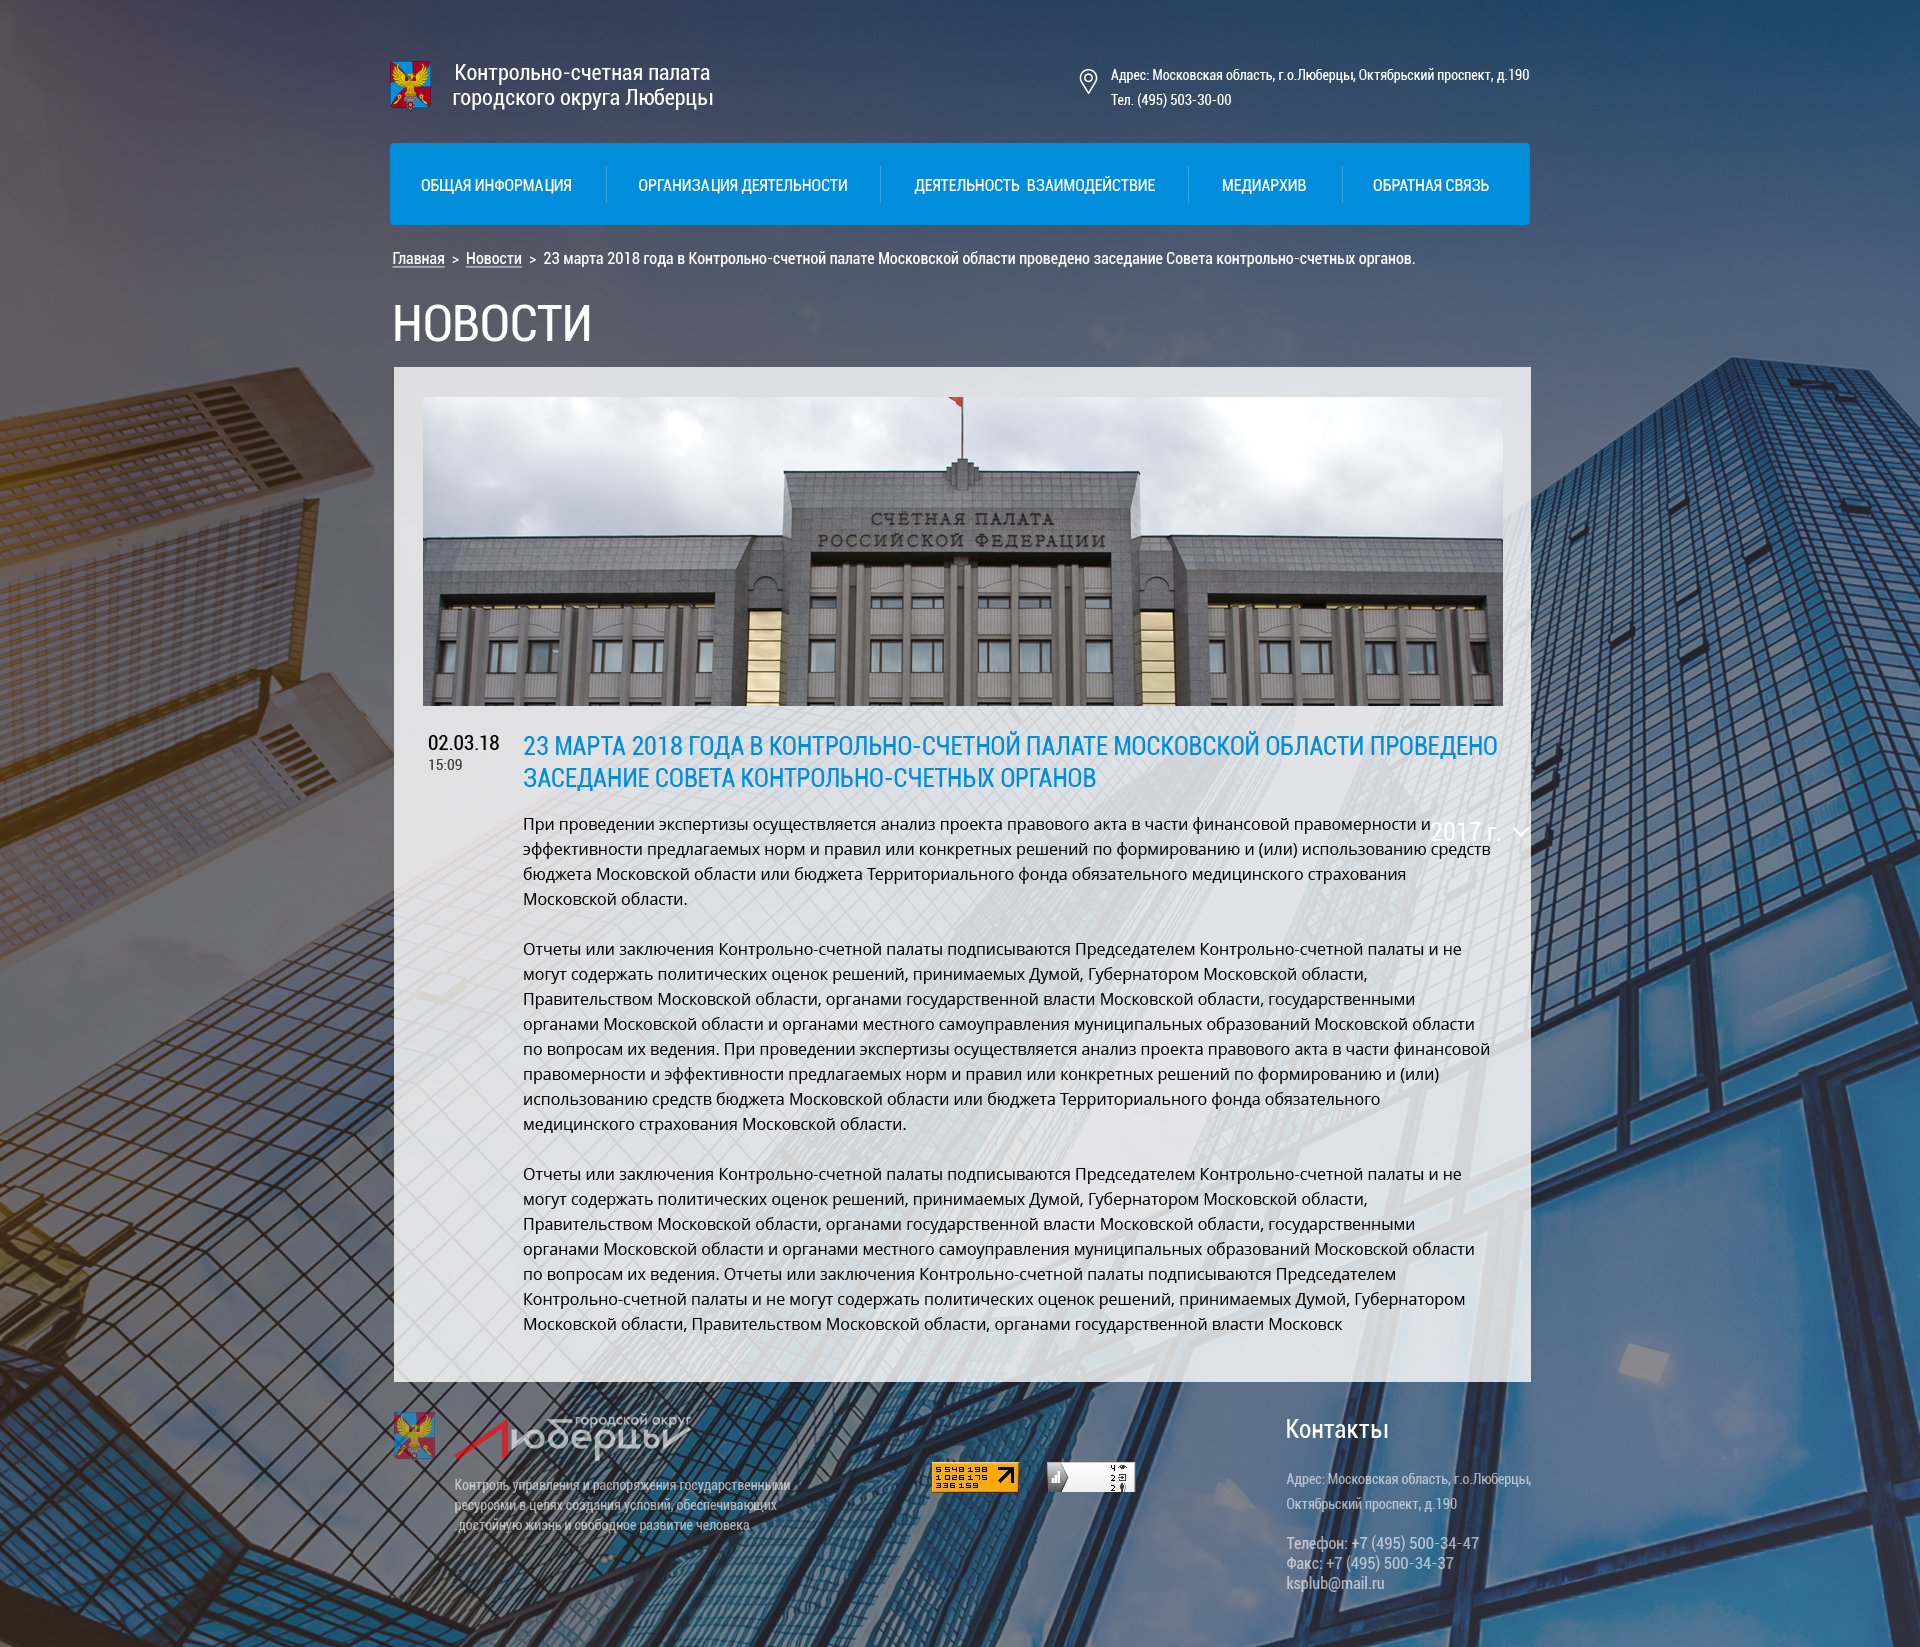 Контрольно-счетная палата
городского округа Люберцы
Адрес: Московская область, г.о.Люберцы, Октябрьский проспект, д.190
Тел. (495) 503-30-00
ОБЩАЯ ИНФОРМАЦИЯ
ОРГАНИЗАЦИЯ ДЕЯТЕЛЬНОСТИ
ДЕЯТЕЛЬНОСТЬ ВЗАИМОДЕЙСТВИЕ
МЕДИАРХИВ
ОБРАТНАЯ СВЯЗЬ
Главная > Новости > 23 марта 2018 года в Контрольно-счетной палате Московской области проведено заседание Совета контрольно-счетных органов.
НОВОСТИ
СЧЁТНАЯ ПАЛАТА
РОССИЙСКОЙ ФЕДЕРАЦИИ
02.03.18
15:09
23 МАРТА 2018 ГОДА В КОНТРОЛЬНО-СЧЕТНОЙ ПАЛАТЕ МОСКОВСКОЙ ОБЛАСТИ ПРОВЕДЕНО
ЗАСЕДАНИЕ СОВЕТА КОНТРОЛЬНО-СЧЕТНЫХ ОРГАНОВ
При проведении экспертизы осуществляется анализ проекта правового акта в части финансовой правомерности и
2017 г.
эффективности предлагаемых норм и правил или конкретных решений по формированию и (или) использованию средств
бюджета Московской области или бюджета Территориального фонда обязательного медицинского страхования
Московской области.
Отчеты или заключения Контрольно-счетной палаты подписываются Председателем Контрольно-счетной палаты и не
могут содержать политических оценок решений, принимаемых Думой, Губернатором Московской области,
Правительством Московской области, органами государственной власти Московской области, государственными
органами Московской области и органами местного самоуправления муниципальных образований Московской области
по вопросам их ведения. При проведении экспертизы осуществляется анализ проекта правового акта в части финансовой
правомерности и эффективности предлагаемых норм и правил или конкретных решений по формированию и (или)
использованию средств бюджета Московской области или бюджета Территориального фонда обязательного
медицинского страхования Московской области.
Отчеты или заключения Контрольно-счетной палаты подписываются Председателем Контрольно-счетной палаты и не
могут содержать политических оценок решений, принимаемых Думой, Губернатором Московской области,
Правительством Московской области, органами государственной власти Московской области, государственными
органами Московской области и органами местного самоуправления муниципальных образований Московской области
по вопросам их ведения. Отчеты или заключения Контрольно-счетной палаты подписываются Председателем
Контрольно-счетной палаты и не могут содержать политических оценок решений, принимаемых Думой, Губернатором
Московской области, Правительством Московской области, органами государственной власти Московск
городской округ
Люберцы
Контроль управления и распоряжения государственными
ресурсами в целях создания условий, обеспечивающих
.достойную жизнь и свободное развитие человека
5548198
1026175
336159
4
2
2
Контакты
Адрес: Московская область, г.о.Люберцы,
Октябрьский проспект, д.190
Телефон: +7 (495) 500-34-47
Факс: +7 (495) 500-34-37
ksplub@mail.ru